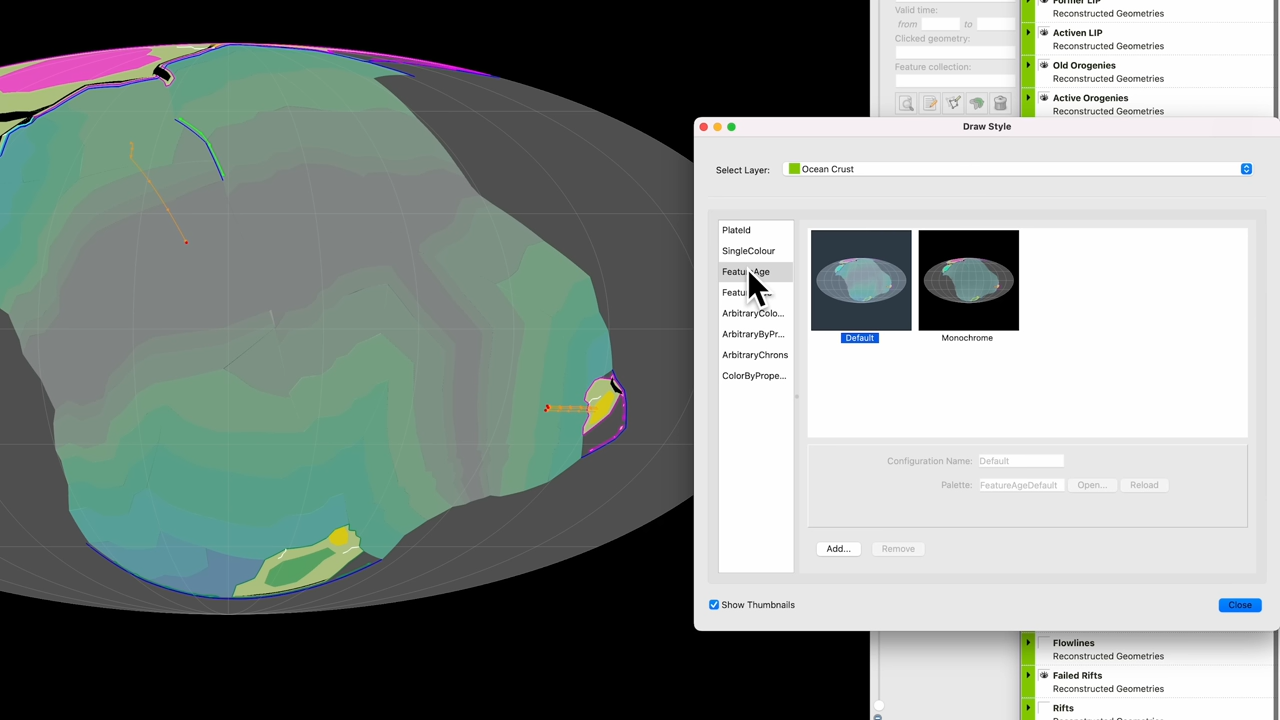 Valid time:
from to
Clicked geometry:
Feature collection:
Former LIP
Reconstructed Geometries
Activen LIP
Reconstructed Geometries
Old Orogenies
Reconstructed Geometries
Active Orogenies
Reconstructed Geometries
Draw Style
Select Layer: Ocean Crust
PlateId
SingleColour
FeatureAge
ArbitraryColo...
ArbitraryByPr...
ArbitraryChrons
ColorByPrope...
Default
Monochrome
Configuration Name: Default
Palette: FeatureAgeDefault Open... Reload
Add... Remove
Show Thumbnails
Close
Flowlines
Reconstructed Geometries
Failed Rifts
Reconstructed Geometries
Rifts